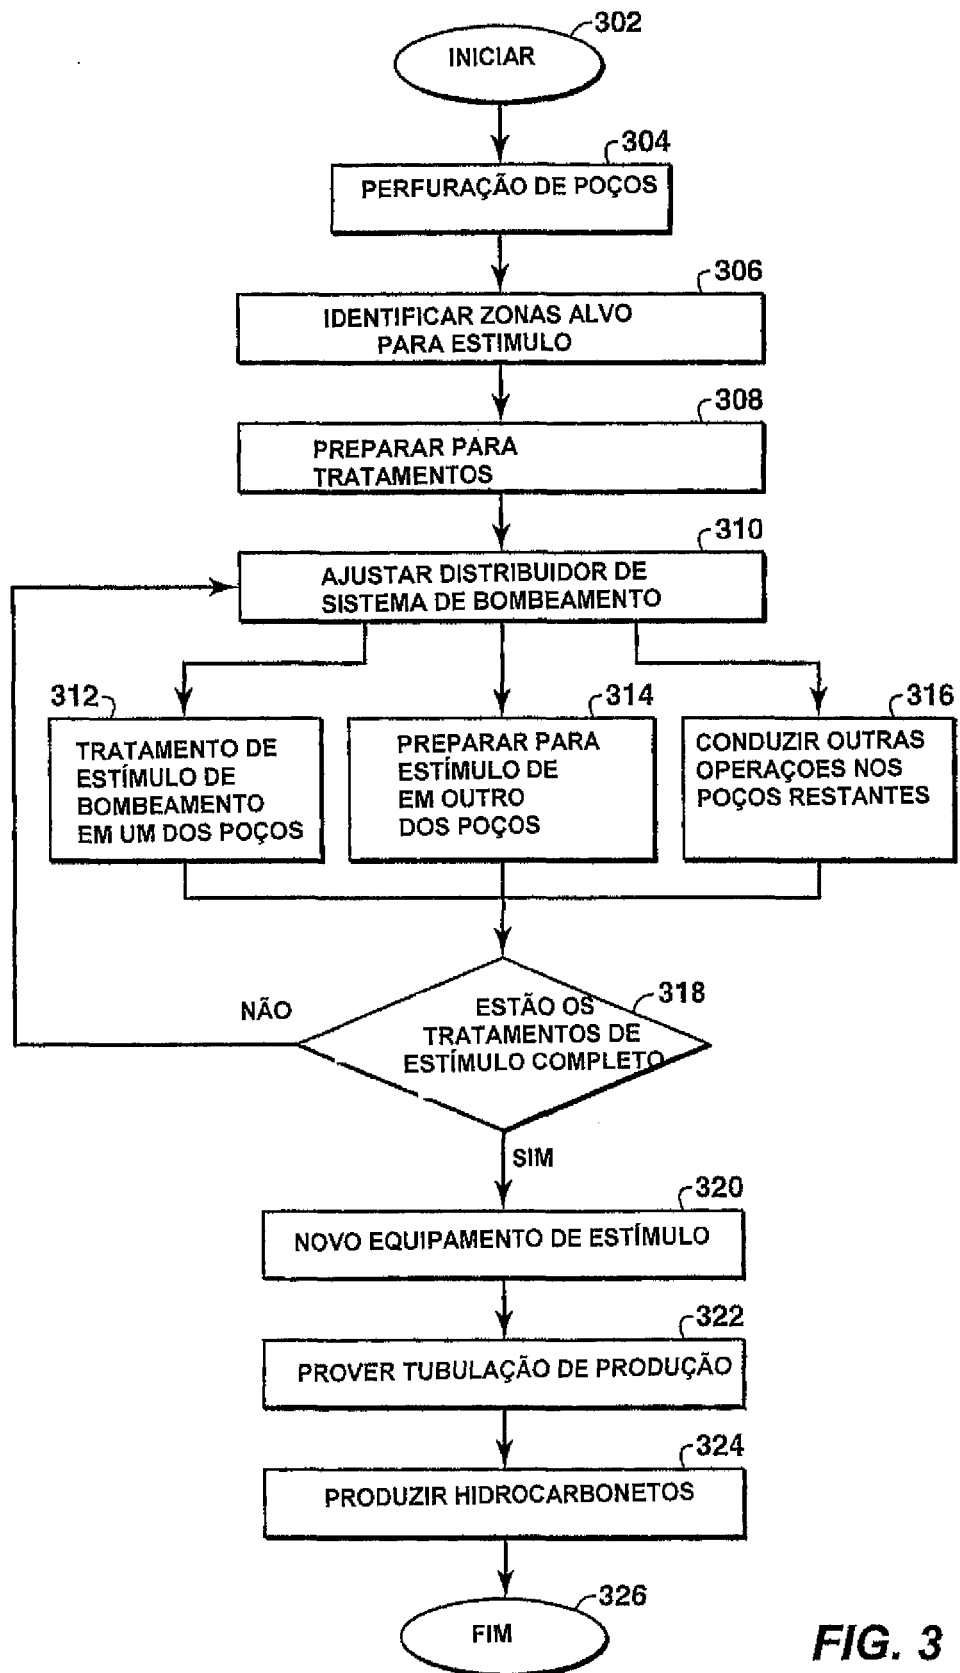 302
INICIAR
304
PERFURAÇÃO DE POÇOS
306
IDENTIFICAR ZONAS ALVO
PARA ESTIMULO
308
PREPARAR PARA
TRATAMENTOS
310
AJUSTAR DISTRIBUIDOR DE
SISTEMA DE BOMBEAMENTO
312
TRATAMENTO DE
ESTÍMULO DE
BOMBEAMENTO
EM UM DOS POÇOS
314
PREPARAR PARA
ESTÍMULO DE
EM OUTRO
DOS POÇOS
316
CONDUZIR OUTRAS
OPERAÇOES NOS
POÇOS RESTANTES
318
ESTÃO OS
TRATAMENTOS DE
ESTÍMULO COMPLETO
NÃO
SIM
320
NOVO EQUIPAMENTO DE ESTÍMULO
322
PROVER TUBULAÇÃO DE PRODUÇÃO
324
PRODUZIR HIDROCARBONETOS
326
FIM
FIG. 3